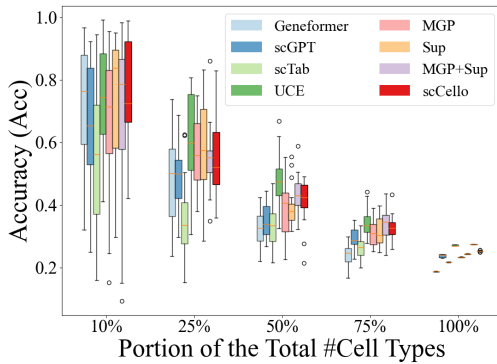 Accuracy (Acc)
1.0
0.8
0.6
0.4
0.2
Geneformer
scGPT
scTab
UCE
MGP
Sup
MGP+Sup
scCello
10%
25%
50%
75%
100%
Portion of the Total #Cell Types